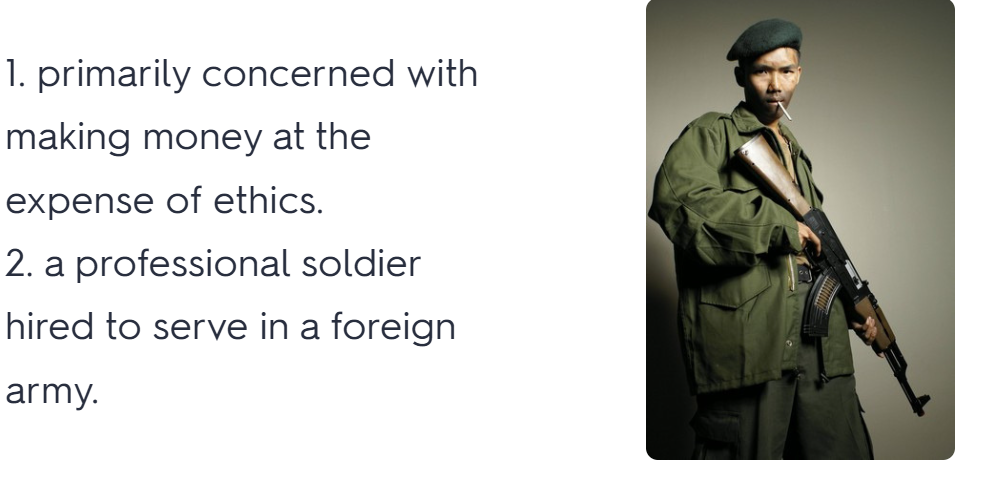 1. primarily concerned with
making money at the
expense of ethics.
2. a professional soldier
hired to serve in a foreign
army.